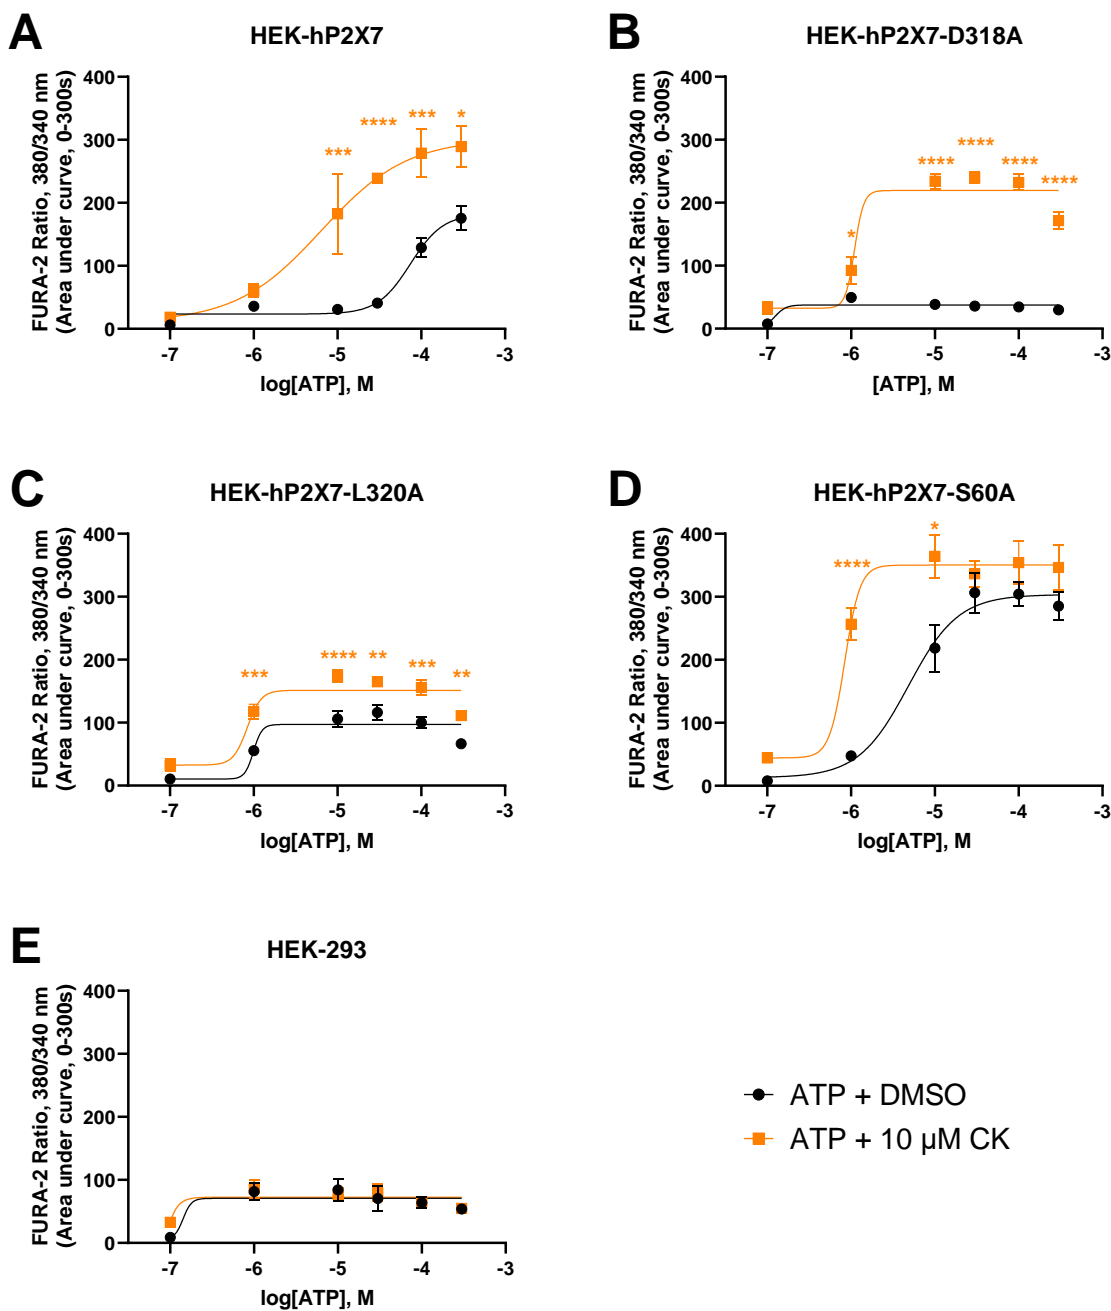 A
HEK-hP2X7
FURA-2 Ratio, 380/340 nm
(Area under curve, 0-300s)
400
300
200
100
0
***
****
***
*
-7
-6
-5
-4
-3
log[ATP], M
B
HEK-hP2X7-D318A
FURA-2 Ratio, 380/340 nm
(Area under curve, 0-300s)
400
300
200
100
0
*
****
****
****
****
-7
-6
-5
-4
-3
[ATP], M
C
HEK-hP2X7-L320A
FURA-2 Ratio, 380/340 nm
(Area under curve, 0-300s)
400
300
200
100
0
***
****
**
***
**
-7
-6
-5
-4
-3
log[ATP], M
D
HEK-hP2X7-S60A
FURA-2 Ratio, 380/340 nm
(Area under curve, 0-300s)
400
300
200
100
0
****
*
-7
-6
-5
-4
-3
log[ATP], M
E
HEK-293
FURA-2 Ratio, 380/340 nm
(Area under curve, 0-300s)
400
300
200
100
0
-7
-6
-5
-4
-3
log[ATP], M
ATP + DMSO
ATP + 10 µM CK